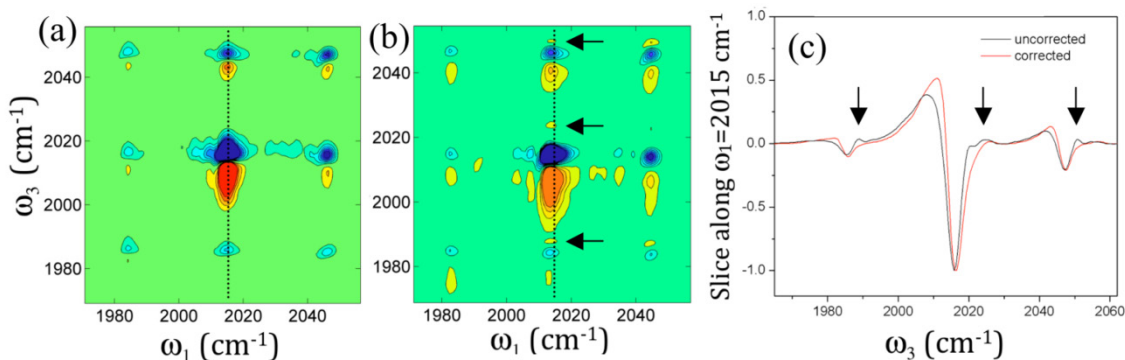 (a)
ω₃ (cm⁻¹)
2040
2020
2000
1980
1980 2000 2020 2040
ω₁ (cm⁻¹)
(b)
2040
2020
2000
1980
1980 2000 2020 2040
ω₁ (cm⁻¹)
(c)
uncorrected
corrected
Slice along ω₁=2015 cm⁻¹
1.0
0.5
0.0
-0.5
-1.0
1980 2000 2020 2040 2060
ω₃ (cm⁻¹)